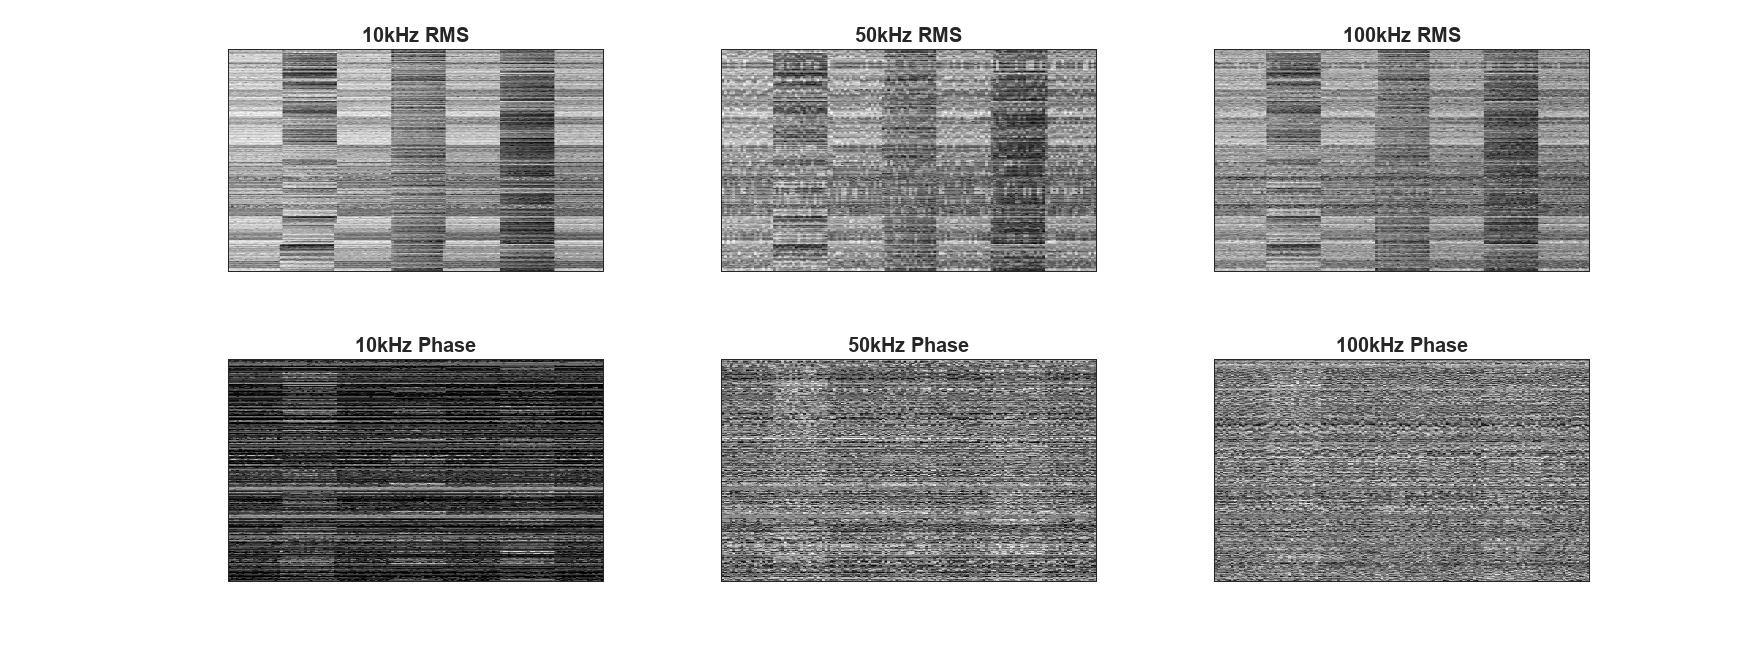 10kHz RMS
50kHz RMS
100kHz RMS
10kHz Phase
50kHz Phase
100kHz Phase